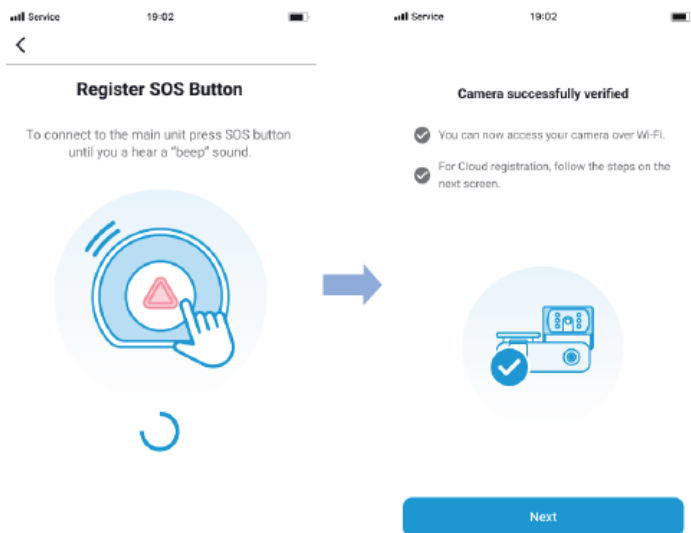 Service 19:02
Register SOS Button
To connect to the main unit press SOS button
until you a hear a "beep" sound.
Service 19:02
Camera successfully verified
You can now access your camera over Wi-Fi.
For Cloud registration, follow the steps on the
next screen.
Next